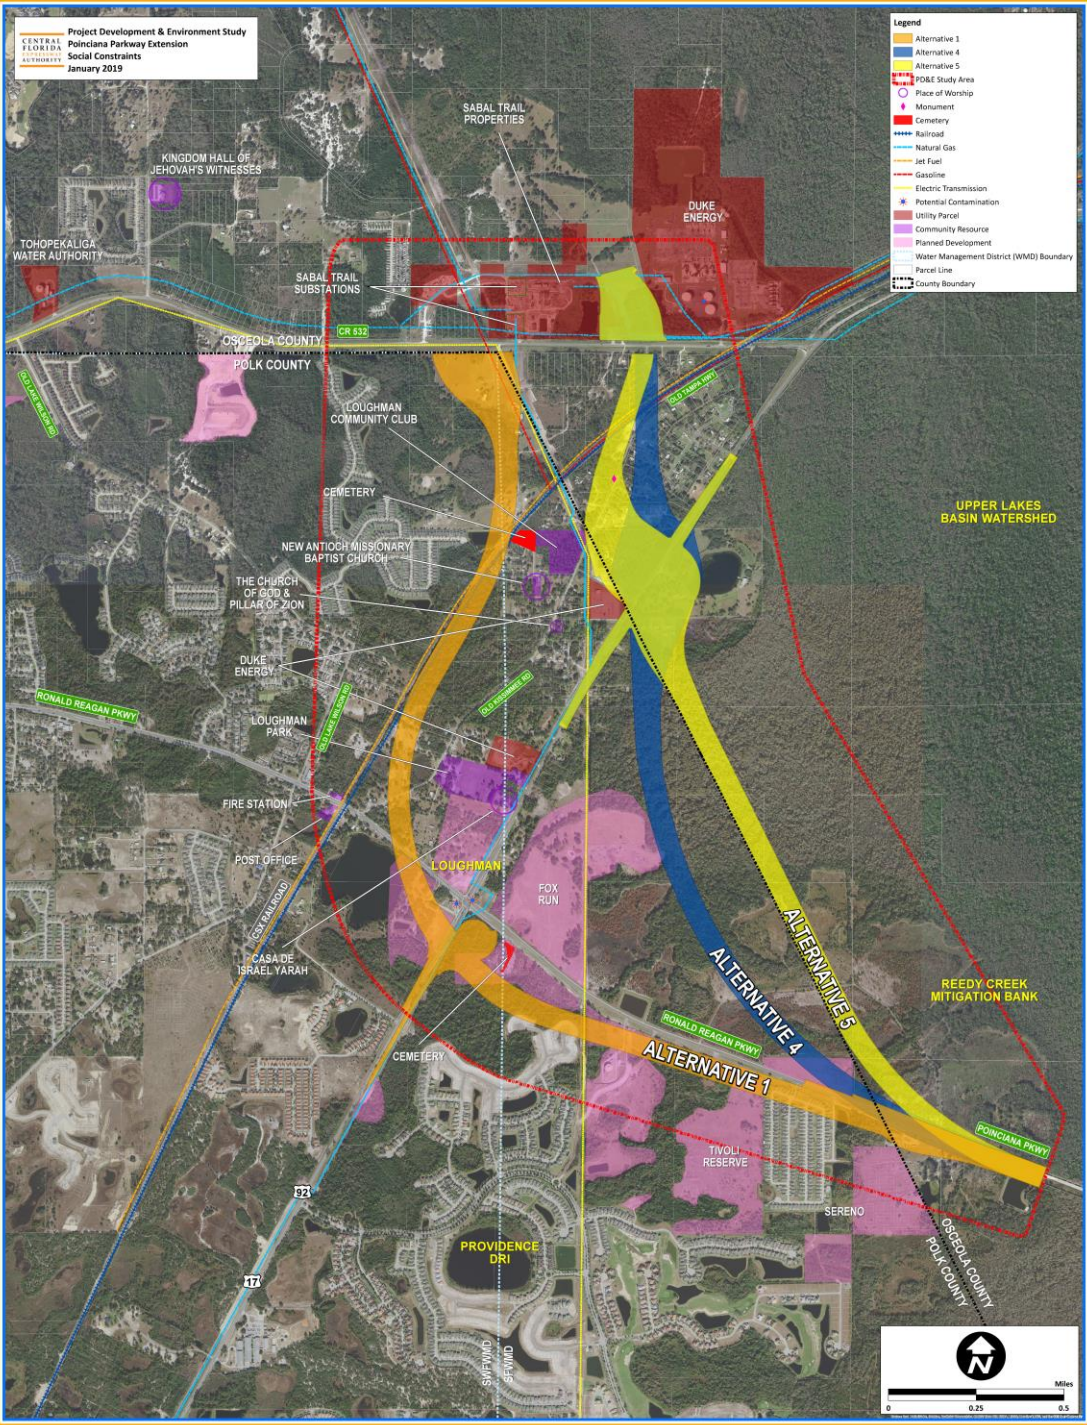 CENTRAL
FLORIDA
EXPRESSWAY
AUTHORITY
Project Development & Environment Study
Poinciana Parkway Extension
Social Constraints
January 2019
Legend
Alternative 1
Alternative 4
Alternative 5
PD&E Study Area
Place of Worship
Monument
Cemetery
Railroad
Natural Gas
Jet Fuel
Gasoline
Electric Transmission
Potential Contamination
Utility Parcel
Community Resource
Planned Development
Water Management District (WMD) Boundary
Parcel Line
County Boundary
SABAL TRAIL
PROPERTIES
KINGDOM HALL OF
JEHOVAH'S WITNESSES
DUKE
ENERGY
TOHOPEKALIGA
WATER AUTHORITY
SABAL TRAIL
SUBSTATIONS
CR 532
OSCEOLA COUNTY
POLK COUNTY
OLD LAKE WILSON RD
OLD TAMPA HWY
LOUGHMAN
COMMUNITY CLUB
CEMETERY
UPPER LAKES
BASIN WATERSHED
NEW ANTIOCH MISSIONARY
BAPTIST CHURCH
THE CHURCH
OF GOD &
PILLAR OF ZION
DUKE
ENERGY
OLD KISSIMMEE RD
RONALD REAGAN PKWY
OLD LAKE WILSON RD
LOUGHMAN
PARK
FIRE STATION
POST OFFICE
LOUGHMAN
FOX
RUN
CSX RAILROAD
CASA DE
ISRAEL YARAH
ALTERNATIVE 5
ALTERNATIVE 4
REEDY CREEK
MITIGATION BANK
RONALD REAGAN PKWY
CEMETERY
ALTERNATIVE 1
POINCIANA PKWY
TIVOLI
RESERVE
92
SERENO
PROVIDENCE
DRI
OSCEOLA COUNTY
POLK COUNTY
17
SWFWMD
SFWMD
N
Miles
0
0.25
0.5